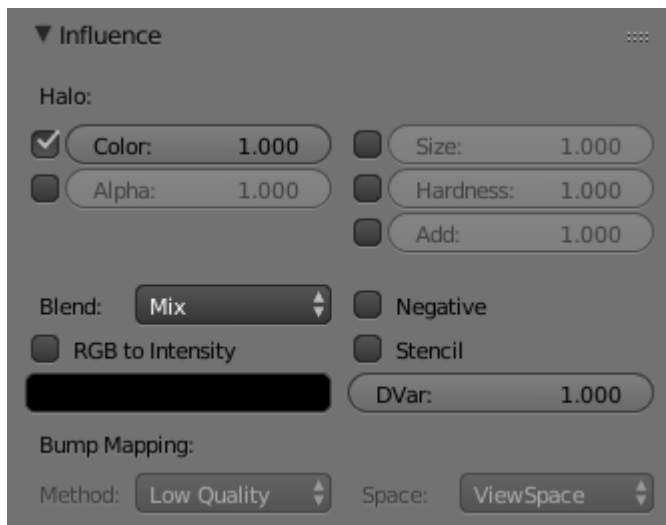 Influence
Halo:
Color: 1.000 Size: 1.000
Alpha: 1.000 Hardness: 1.000
Add: 1.000
Blend: Mix Negative
RGB to Intensity Stencil
DVar: 1.000
Bump Mapping:
Method: Low Quality Space: ViewSpace